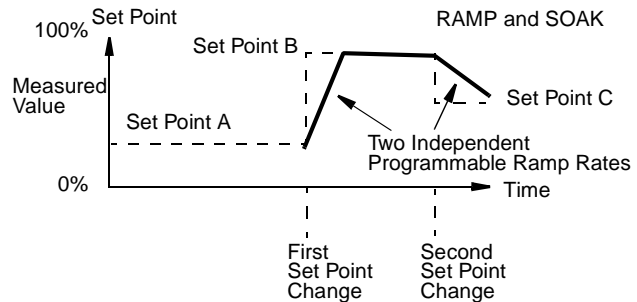 RAMP and SOAK
100%
Set Point
Set Point B
Measured
Value
Set Point A
Set Point C
Two Independent
Programmable Ramp Rates
0%
Time
First
Set Point
Change
Second
Set Point
Change